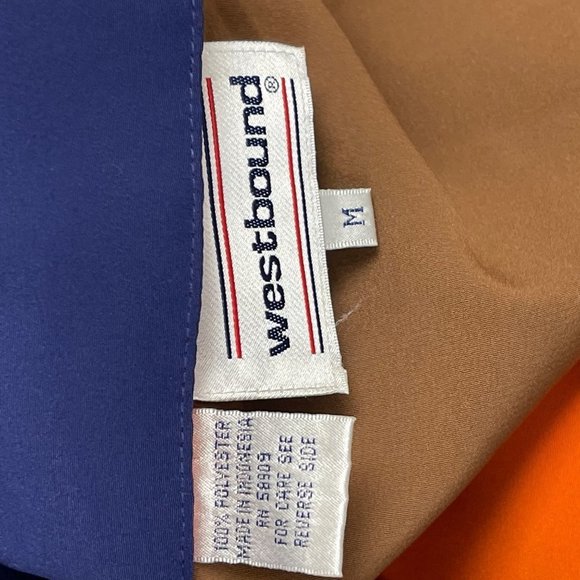 westbound®
M
100% POLYESTER
MADE IN INDONESIA
RN 58909
FOR CARE SEE
REVERSE SIDE